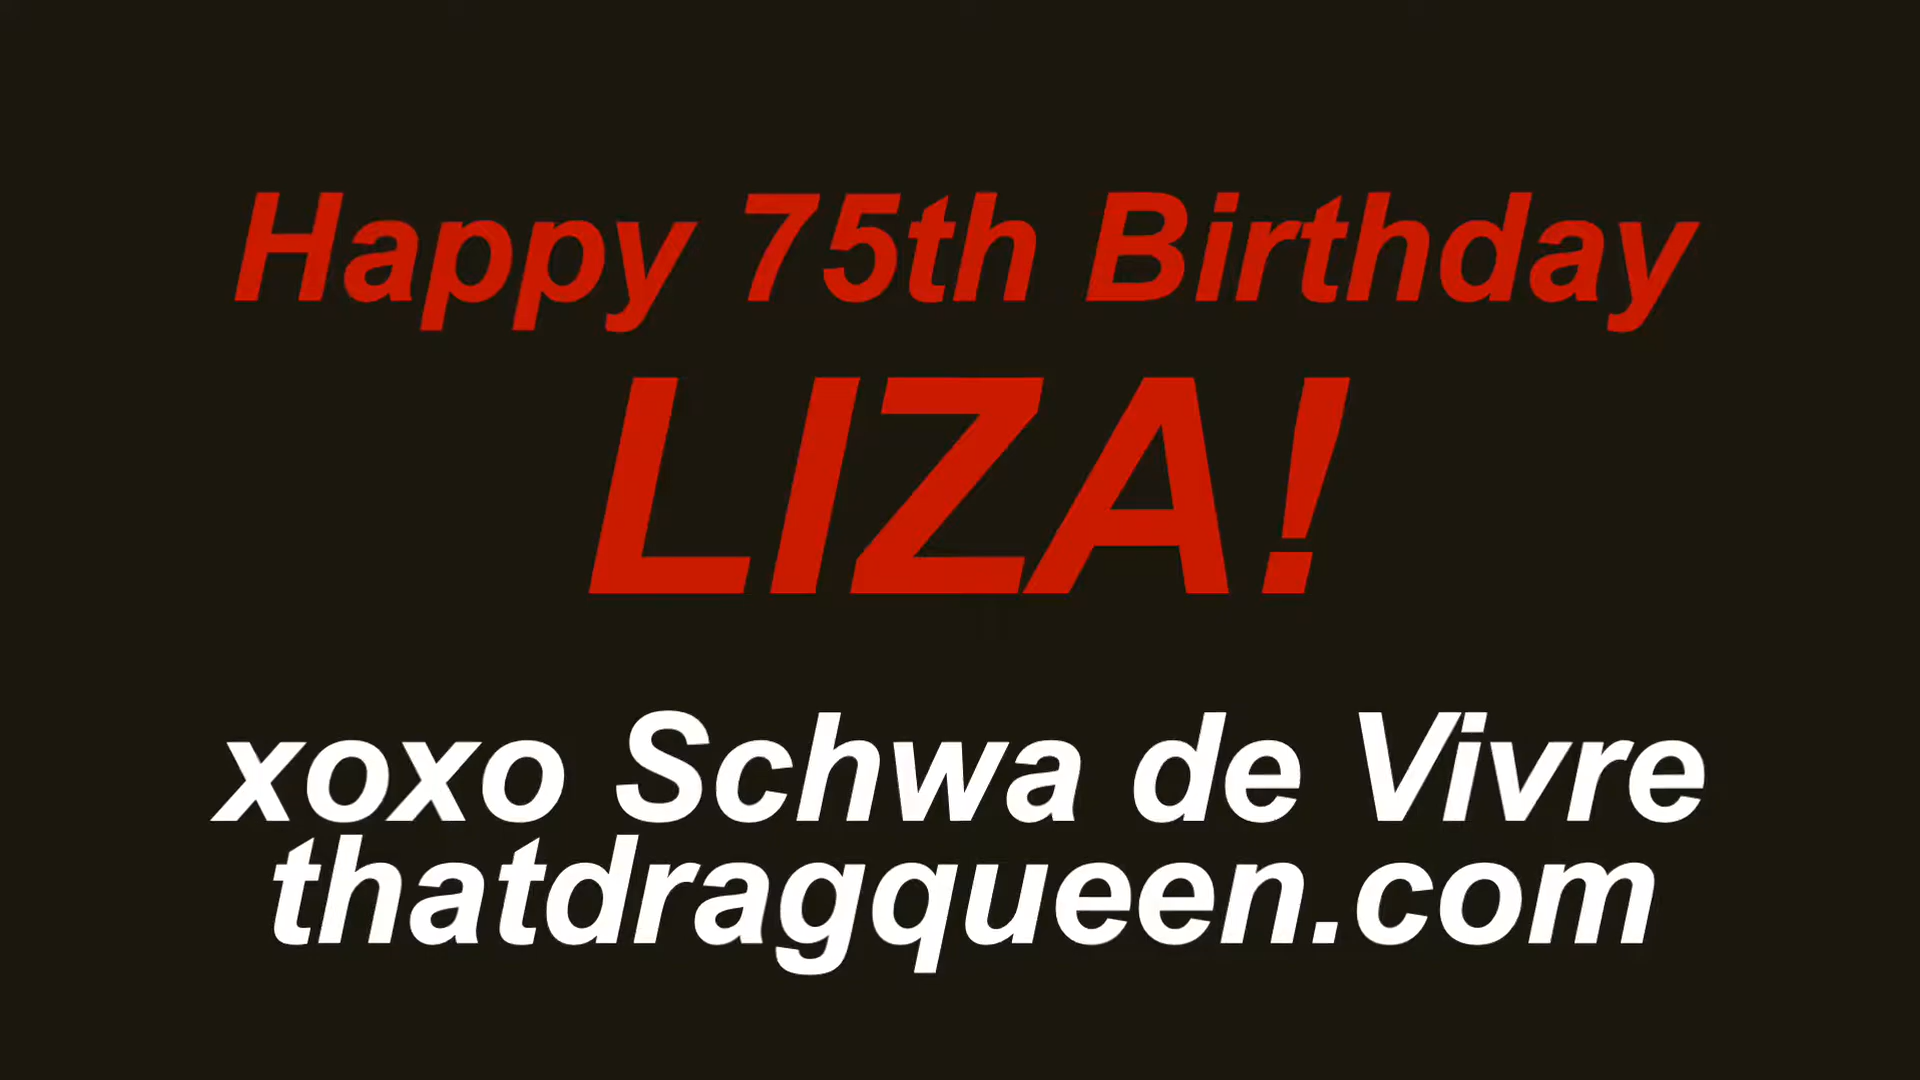 Happy 75th Birthday
LIZA!
xoxo Schwa de Vivre
thatdragqueen.com